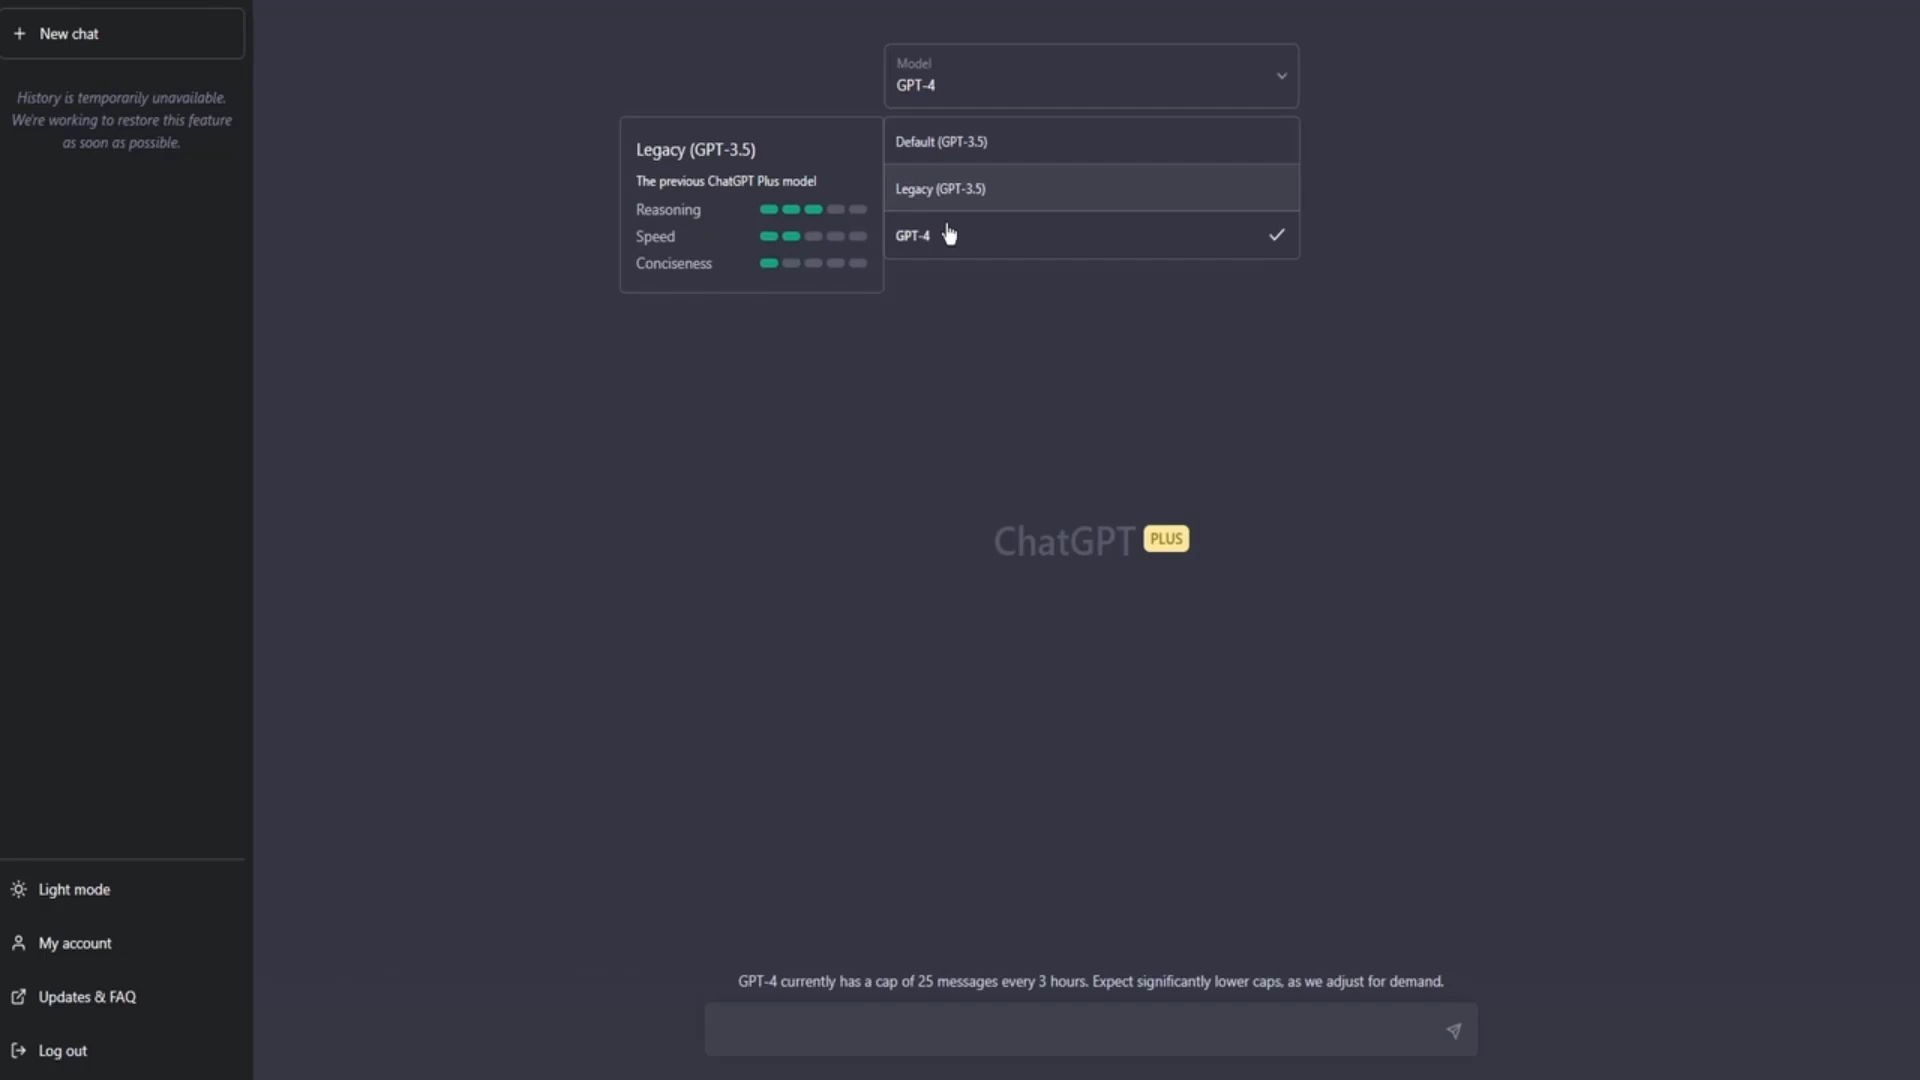 New chat
History is temporarily unavailable.
We're working to restore this feature
as soon as possible.
Model
GPT-4
Legacy (GPT-3.5)
The previous ChatGPT Plus model
Reasoning
Speed
Conciseness
Default (GPT-3.5)
Legacy (GPT-3.5)
GPT-4
ChatGPT PLUS
Light mode
My account
Updates & FAQ
Log out
GPT-4 currently has a cap of 25 messages every 3 hours. Expect significantly lower caps, as we adjust for demand.